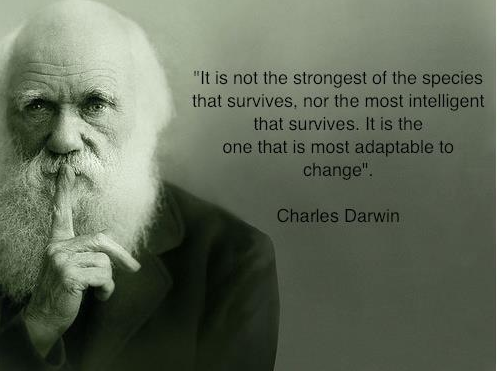 "It is not the strongest of the species
that survives, nor the most intelligent
that survives. It is the
one that is most adaptable to
change".
Charles Darwin